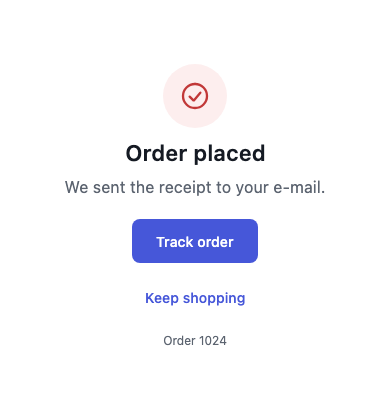 Order placed
We sent the receipt to your e-mail.
Track order
Keep shopping
Order 1024